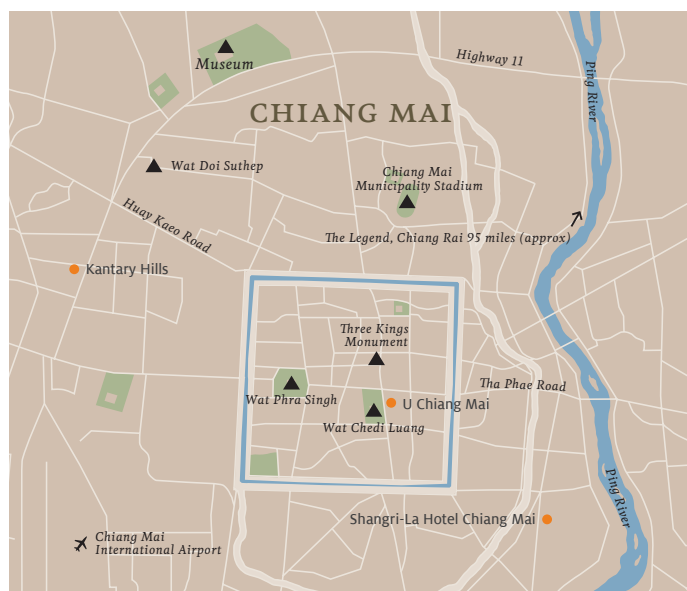 Highway 11
Museum
Ping River
CHIANG MAI
Wat Doi Suthep
Chiang Mai
Municipality Stadium
Huay Kaeo Road
The Legend, Chiang Rai 95 miles (approx)
Kantary Hills
Three Kings
Monument
Tha Phae Road
Wat Phra Singh
U Chiang Mai
Wat Chedi Luang
Ping River
Shangri-La Hotel Chiang Mai
Chiang Mai
International Airport